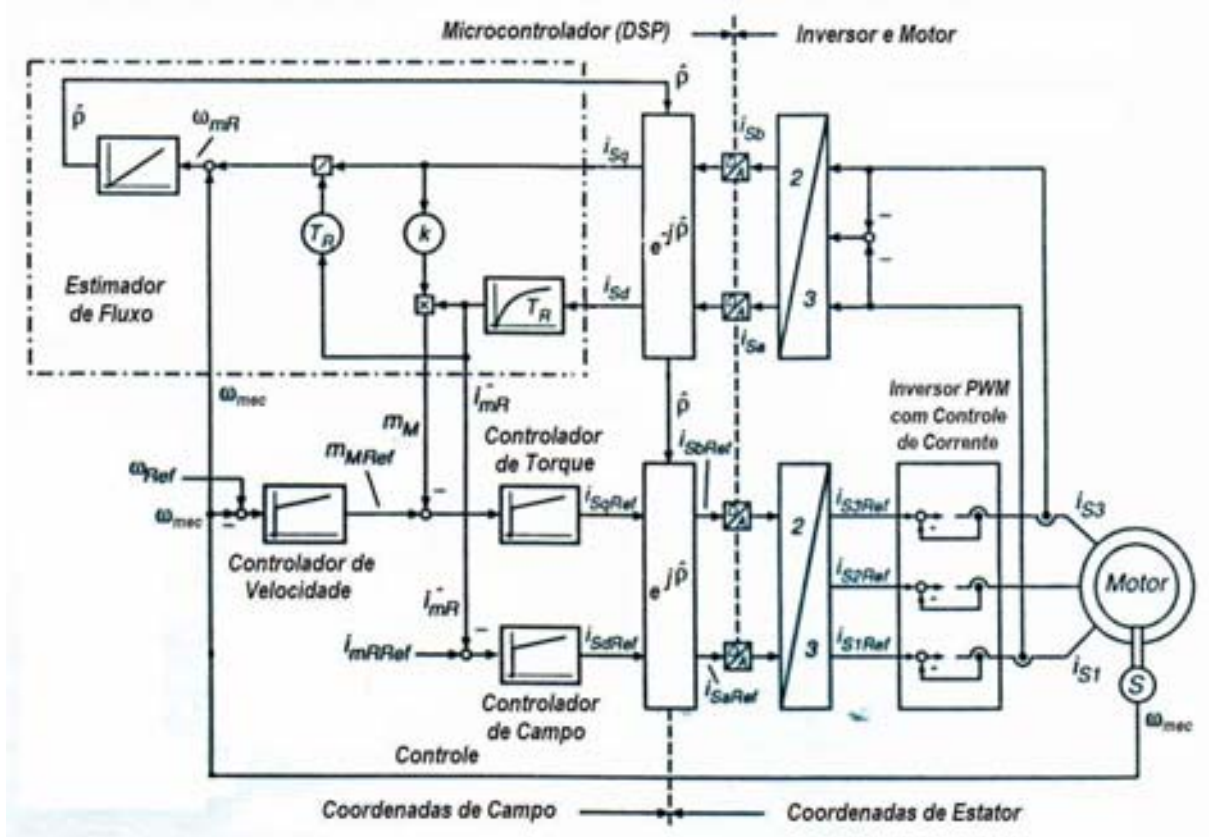 Microcontrolador (DSP)
Inversor e Motor
ρ̂
ρ̂
ω_mR
i_Sq
i_Sb
2
T_R
k
e^-jρ̂
Estimador
de Fluxo
T_R
i_Sd
A
3
i_Sa
ω_mec
i_mR
ρ̂
Inversor PWM
com Controle
de Corrente
m_M
Controlador
de Torque
i_SbRef
m_MRef
ω_Ref
ω_mec
i_SqRef
A
2
i_S3Ref
i_S3
Controlador de
Velocidade
e^jρ̂
i_S2Ref
Motor
i_mR
i_mRRef
i_SdRef
A
3
i_S1Ref
i_S1
S
i_SaRef
Controlador
de Campo
ω_mec
Controle
Coordenadas de Campo
Coordenadas de Estator